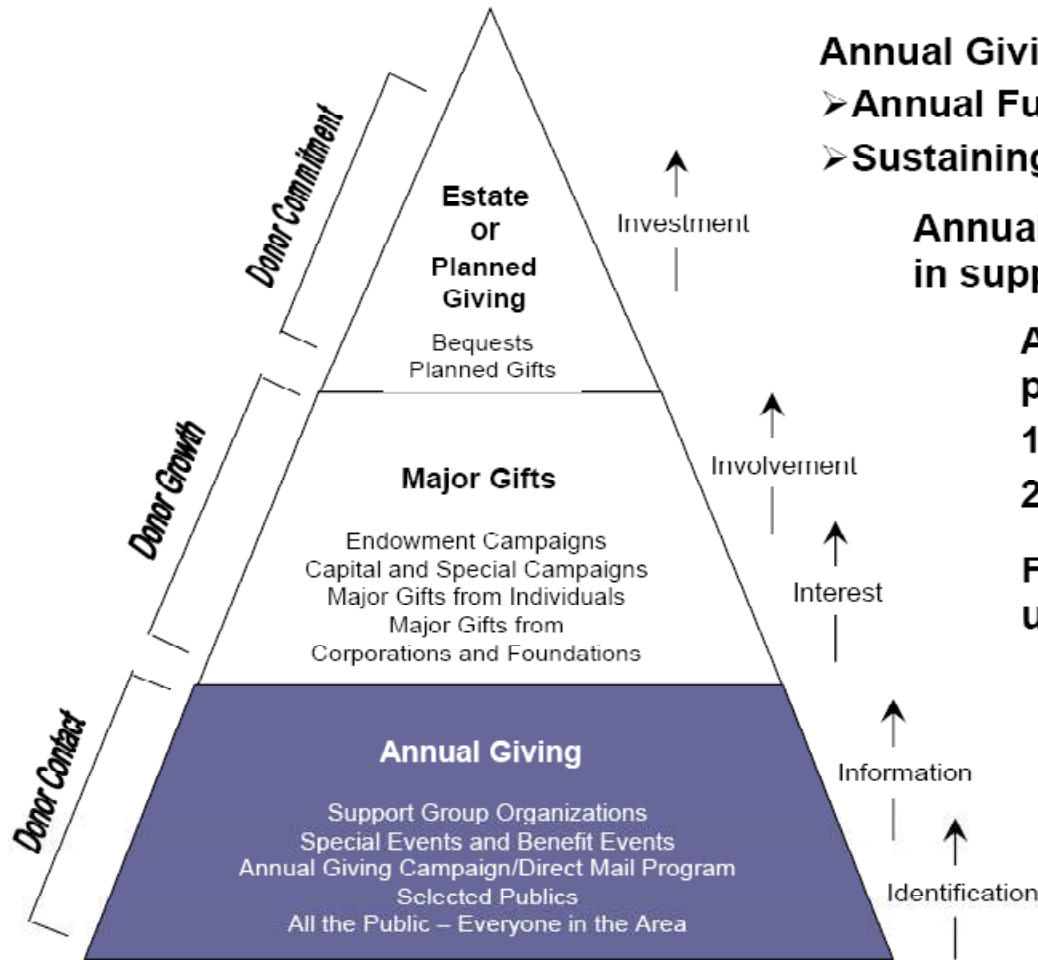 Donor Commitment
Estate
or
Planned
Giving
Bequests
Planned Gifts
Investment
Donor Growth
Major Gifts
Endowment Campaigns
Capital and Special Campaigns
Major Gifts from Individuals
Major Gifts from
Corporations and Foundations
Involvement
Interest
Donor Contact
Annual Giving
Support Group Organizations
Special Events and Benefit Events
Annual Giving Campaign/Direct Mail Program
Selected Publics
All the Public – Everyone in the Area
Information
Identification
Annual Givi
➢Annual Fu
➢Sustaining
Annual
in supp
A
p
1
2
F
u